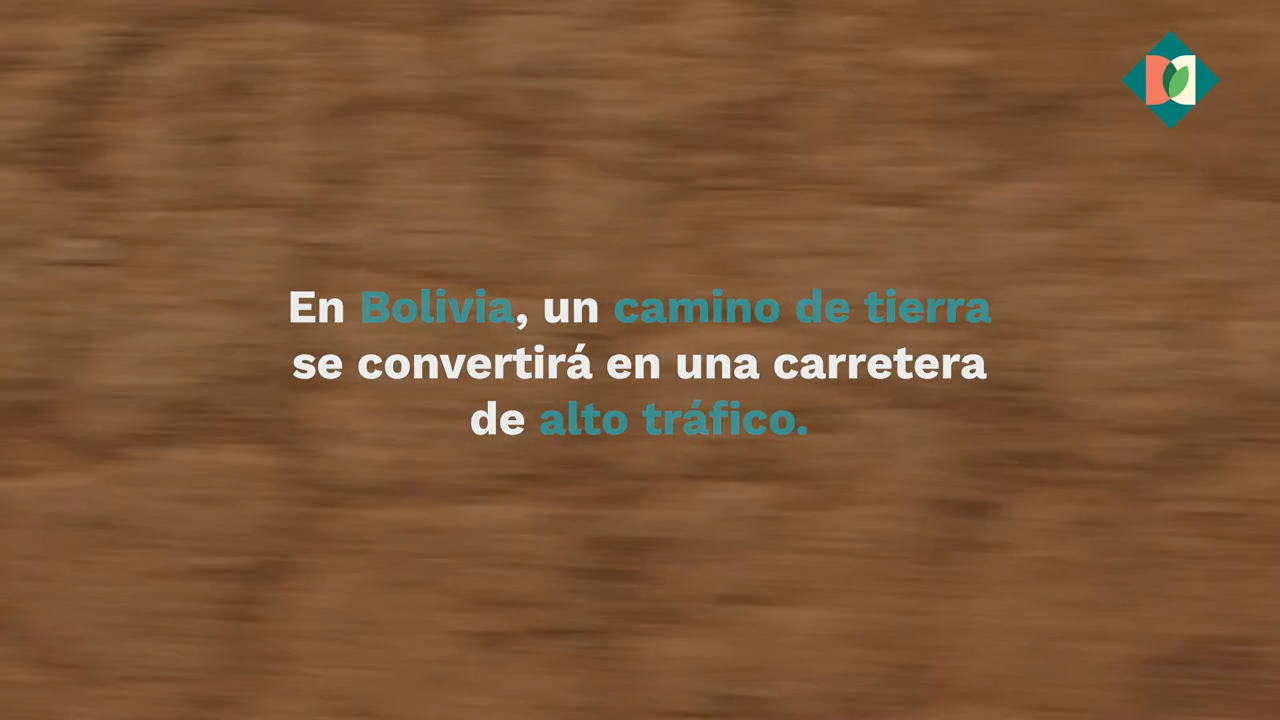 En Bolivia, un camino de tierra
se convertirá en una carretera
de alto tráfico.